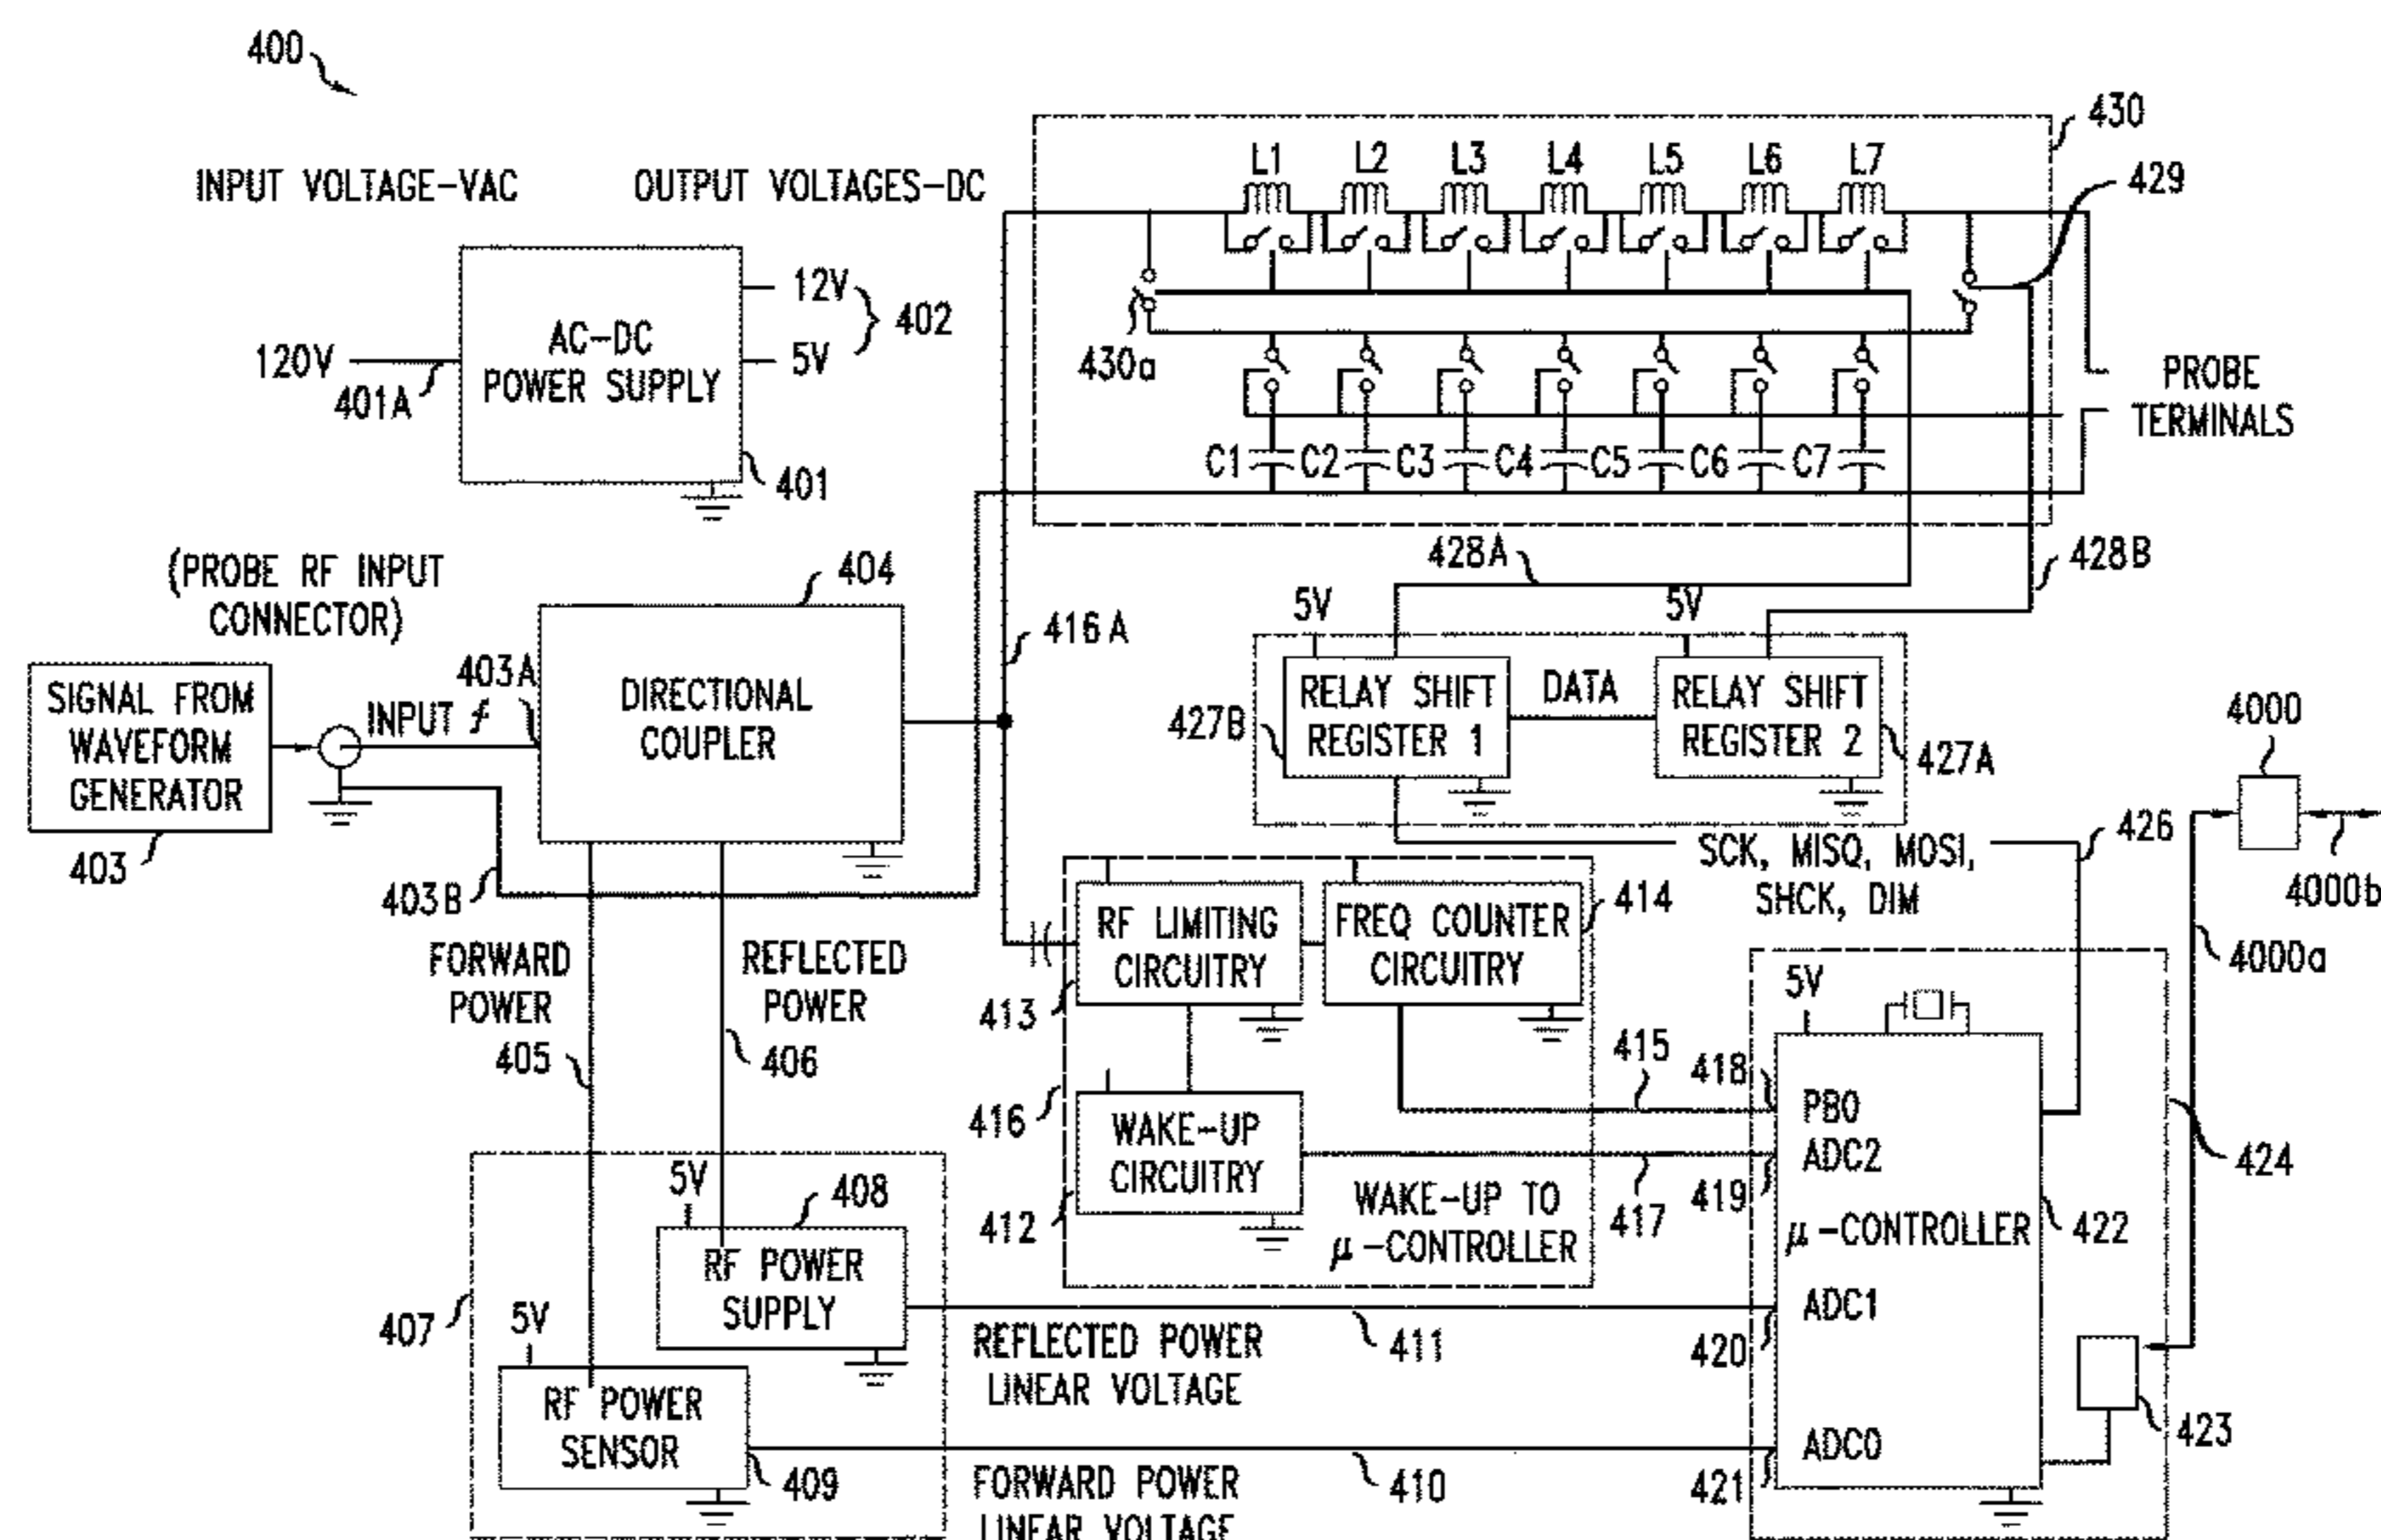 400
430
L1 L2 L3 L4 L5 L6 L7
429
INPUT VOLTAGE-VAC
OUTPUT VOLTAGES-DC
12V
402
5V
AC-DC
POWER SUPPLY
120V
401A
401
430a
C1 C2 C3 C4 C5 C6 C7
PROBE
TERMINALS
428A
428B
(PROBE RF INPUT
CONNECTOR)
404
416A
SIGNAL FROM
WAVEFORM
GENERATOR
403
403A
INPUT f
DIRECTIONAL
COUPLER
403B
5V
5V
RELAY SHIFT
REGISTER 1
DATA
RELAY SHIFT
REGISTER 2
427B
427A
4000
4000b
4000a
SCK, MISQ, MOSI,
SHCK, DIM
426
FORWARD
POWER
405
REFLECTED
POWER
406
RF LIMITING
CIRCUITRY
413
FREQ COUNTER
CIRCUITRY
414
415
416
WAKE-UP
CIRCUITRY
412
WAKE-UP TO
μ-CONTROLLER
417
5V
418
PB0
ADC2
419
μ-CONTROLLER
422
424
ADC1
420
ADC0
421
423
407
5V
408
RF POWER
SUPPLY
5V
RF POWER
SENSOR
409
REFLECTED POWER
LINEAR VOLTAGE
411
FORWARD POWER
LINEAR VOLTAGE
410